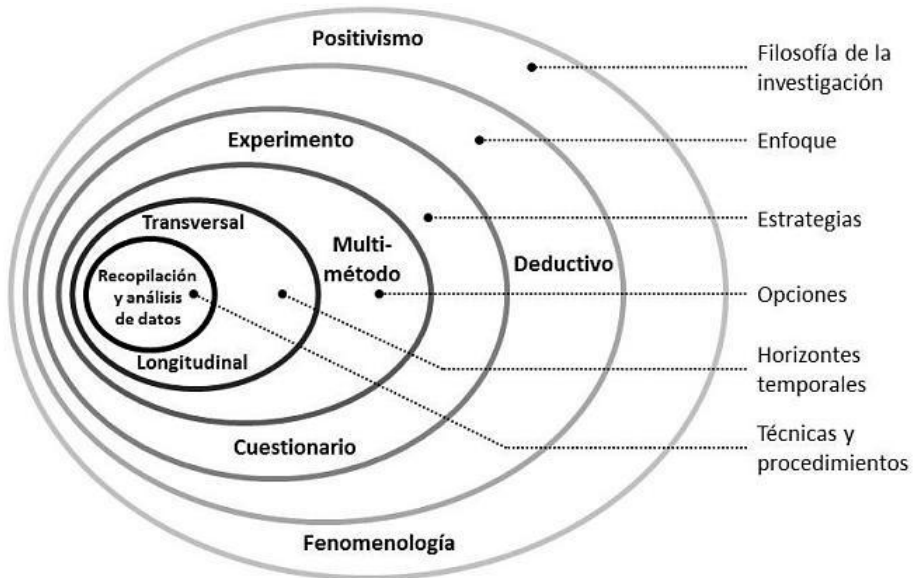 Positivismo
Filosofía de la
investigación
Experimento
Enfoque
Transversal
Estrategias
Multi-
método
Deductivo
Recopilación
y análisis
de datos
Opciones
Longitudinal
Horizontes
temporales
Cuestionario
Técnicas y
procedimientos
Fenomenología